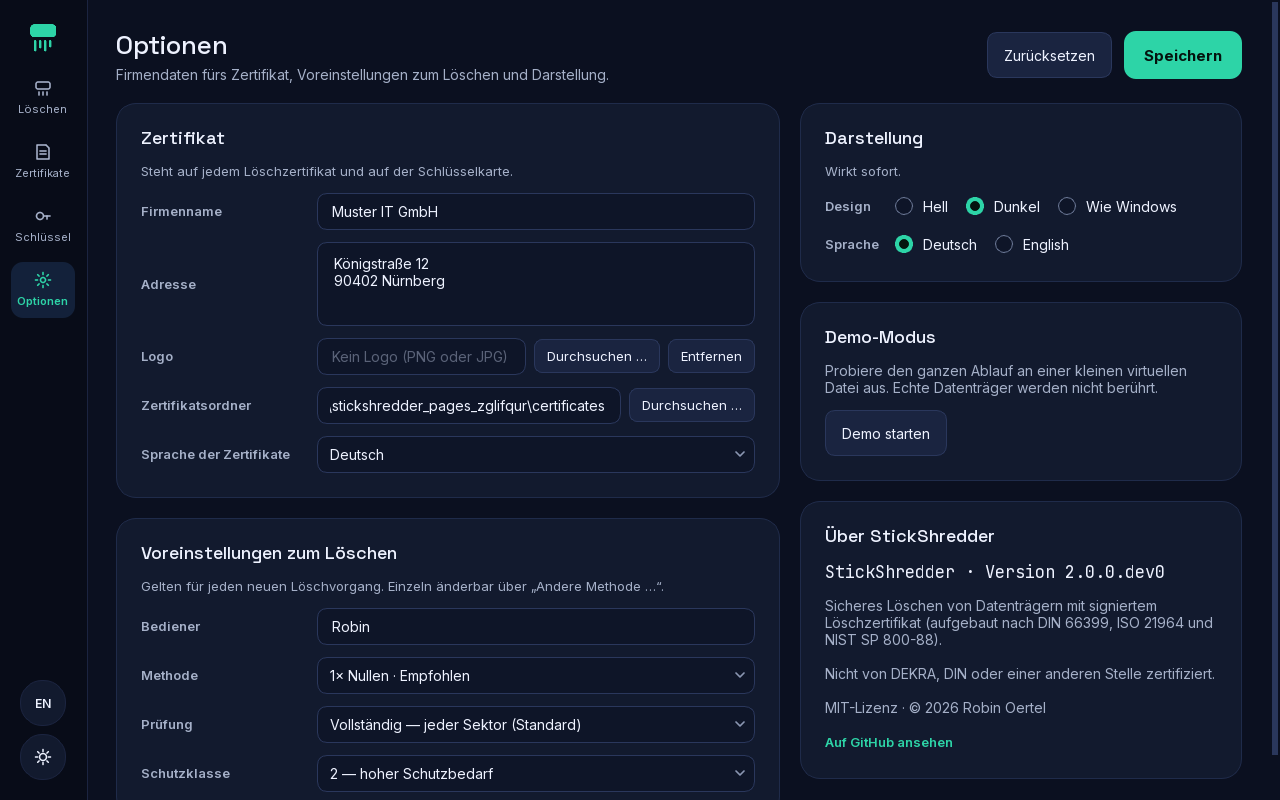 Löschen
Zertifikate
Schlüssel
Optionen
EN
Optionen
Firmendaten fürs Zertifikat, Voreinstellungen zum Löschen und Darstellung.
Zurücksetzen
Speichern
Zertifikat
Steht auf jedem Löschzertifikat und auf der Schlüsselkarte.
Firmenname
Muster IT GmbH
Adresse
Königstraße 12
90402 Nürnberg
Logo
Kein Logo (PNG oder JPG)
Durchsuchen …
Entfernen
Zertifikatsordner
\stickshredder_pages_zglifqur\certificates
Durchsuchen …
Sprache der Zertifikate
Deutsch
Voreinstellungen zum Löschen
Gelten für jeden neuen Löschvorgang. Einzeln änderbar über „Andere Methode …“.
Bediener
Robin
Methode
1× Nullen · Empfohlen
Prüfung
Vollständig — jeder Sektor (Standard)
Schutzklasse
2 — hoher Schutzbedarf
Darstellung
Wirkt sofort.
Design
Hell
Dunkel
Wie Windows
Sprache
Deutsch
English
Demo-Modus
Probiere den ganzen Ablauf an einer kleinen virtuellen
Datei aus. Echte Datenträger werden nicht berührt.
Demo starten
Über StickShredder
StickShredder · Version 2.0.0.dev0
Sicheres Löschen von Datenträgern mit signiertem
Löschzertifikat (aufgebaut nach DIN 66399, ISO 21964 und
NIST SP 800-88).
Nicht von DEKRA, DIN oder einer anderen Stelle zertifiziert.
MIT-Lizenz · © 2026 Robin Oertel
Auf GitHub ansehen